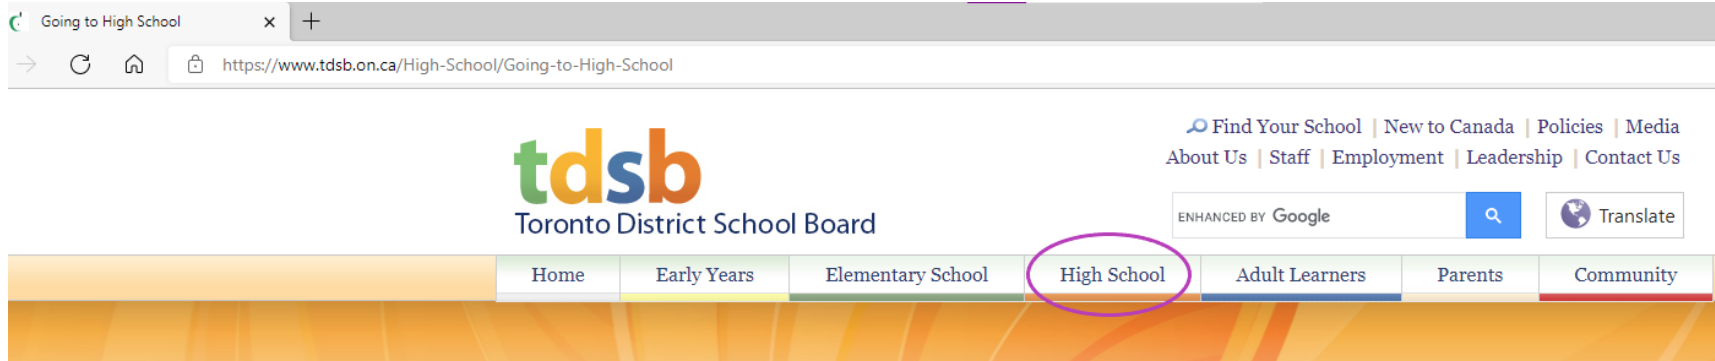 Going to High School
https://www.tdsb.on.ca/High-School/Going-to-High-School
Find Your School | New to Canada | Policies | Media
About Us | Staff | Employment | Leadership | Contact Us
tdsb
Toronto District School Board
ENHANCED BY Google
Translate
Home Early Years Elementary School High School Adult Learners Parents Community